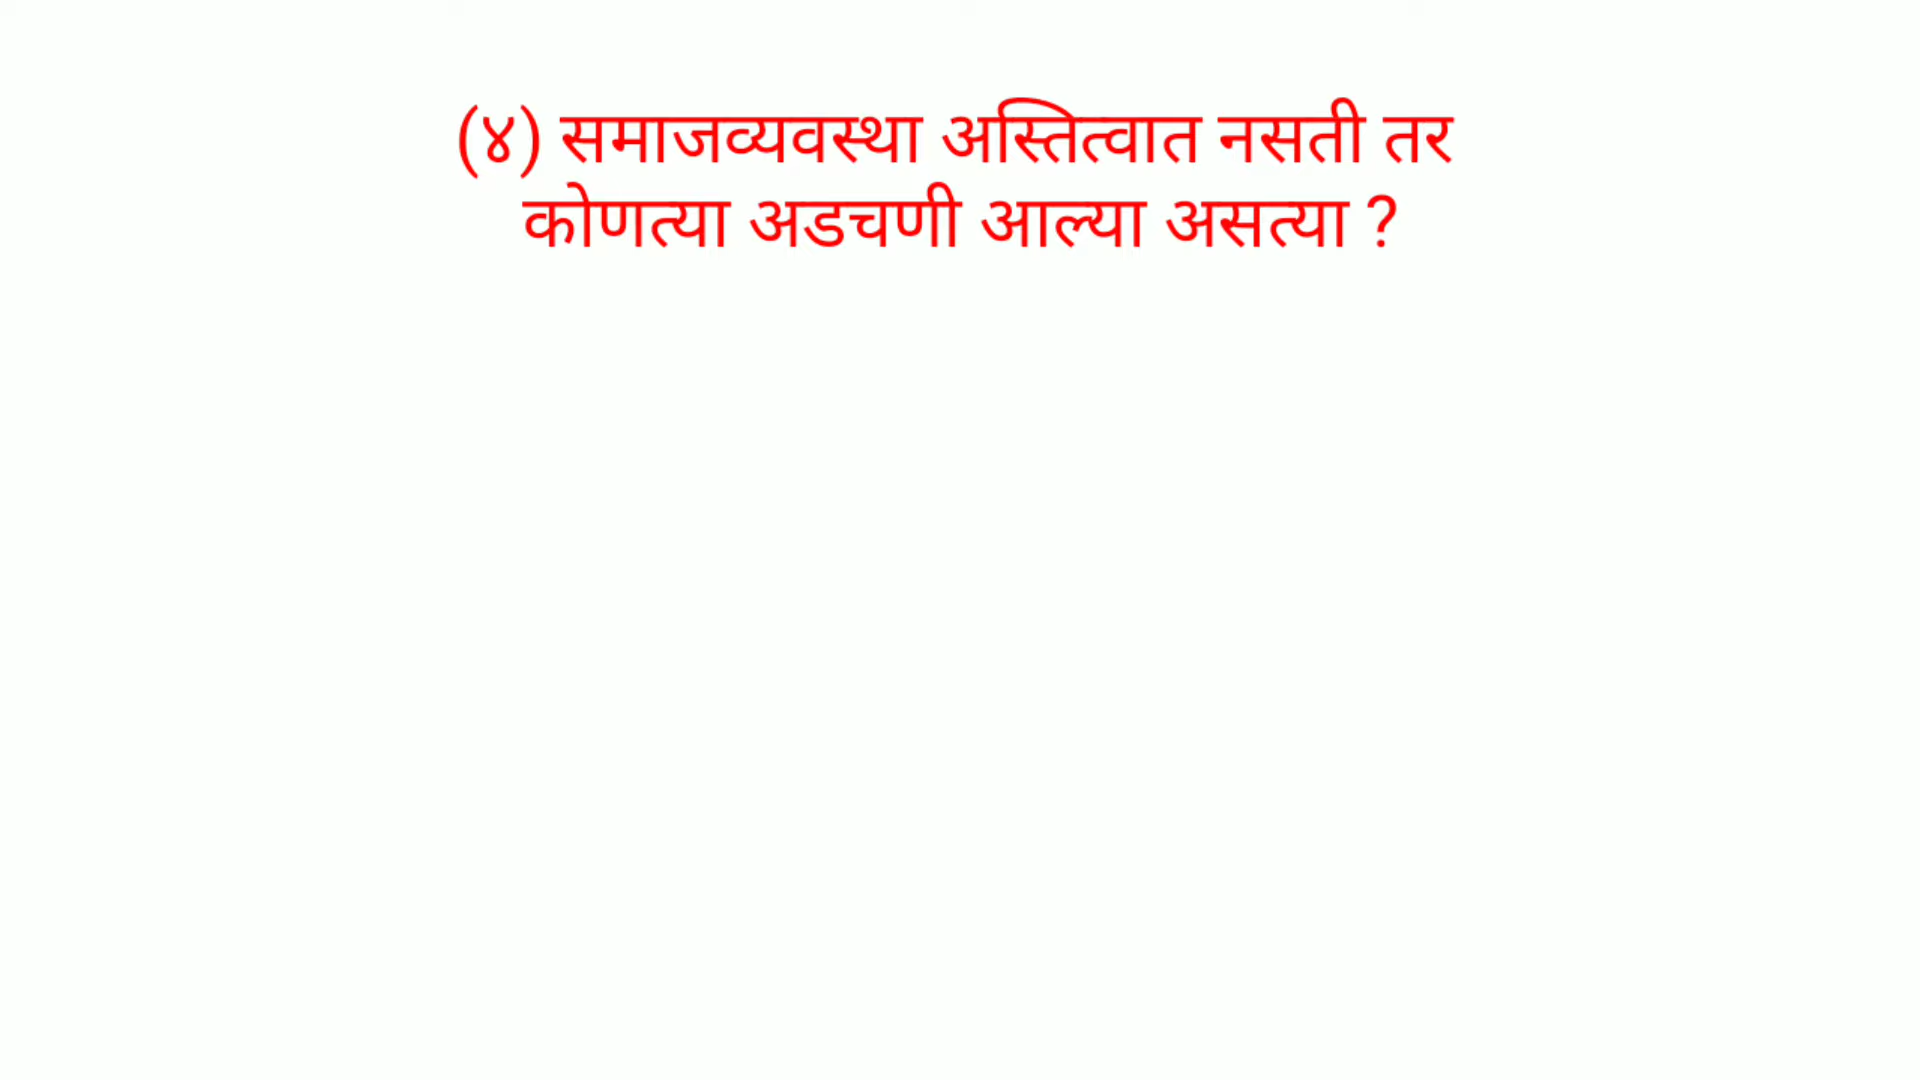 (४) समाजव्यवस्था अस्तित्वात नसती तर
कोणत्या अडचणी आल्या असत्या ?